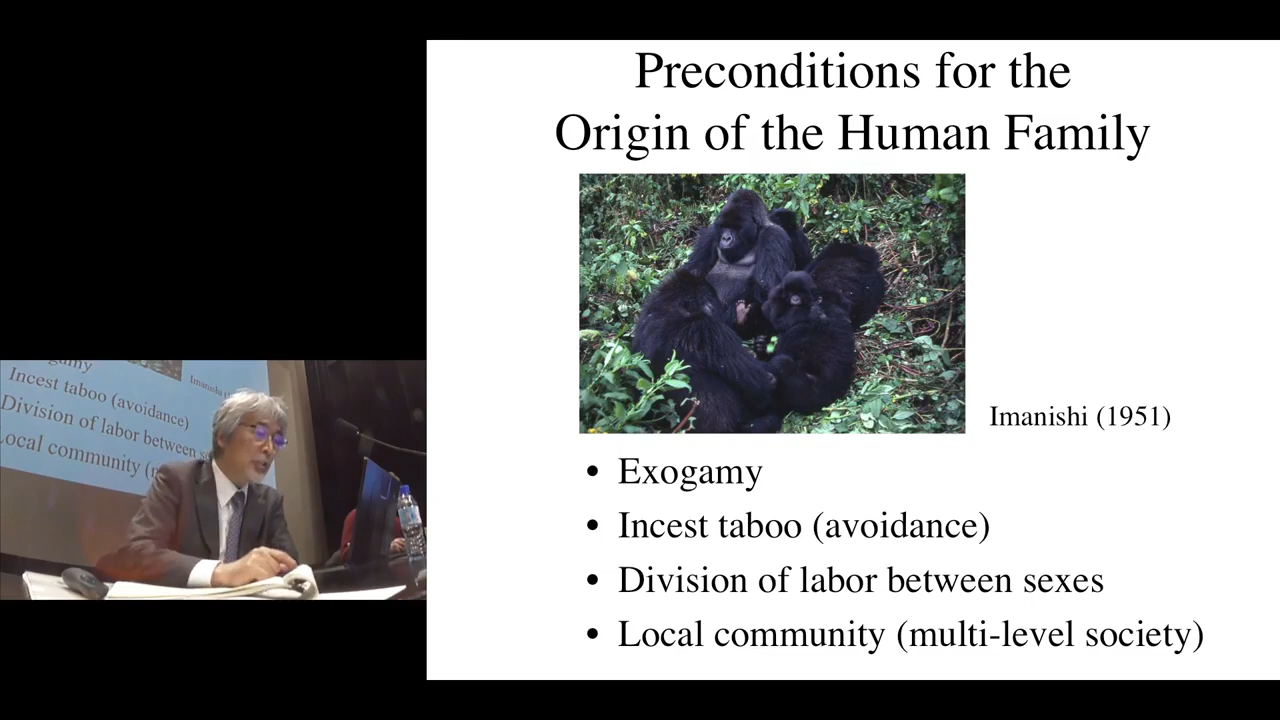 Preconditions for the
Origin of the Human Family
Imanishi (1951)
• Exogamy
• Incest taboo (avoidance)
• Division of labor between sexes
• Local community (multi-level society)
Incest taboo (avoidance)
Division of labor between
Local community